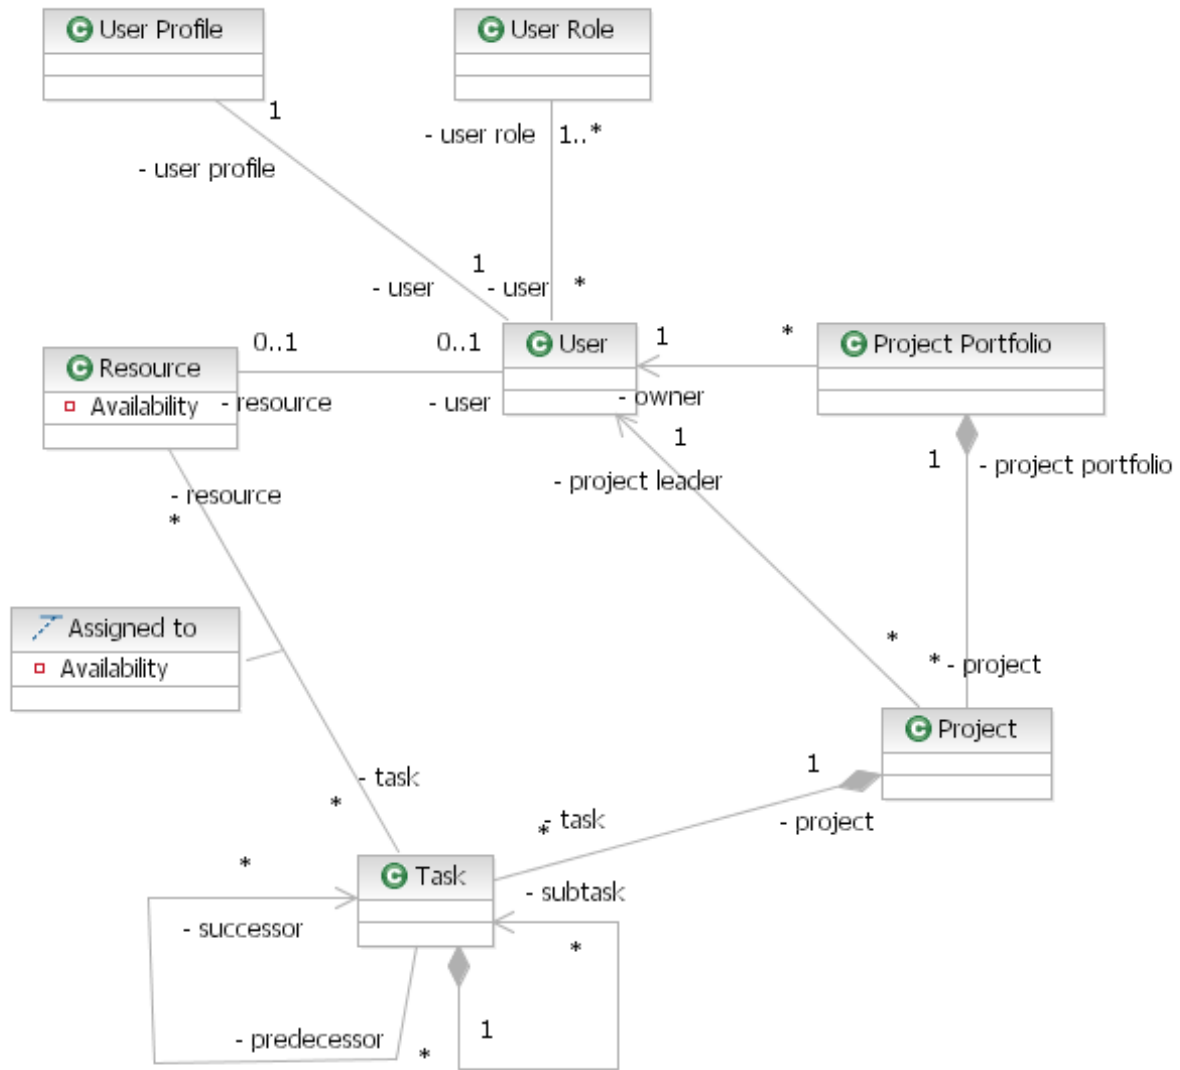 C User Profile
C User Role
1
- user role 1..*
- user profile
1
- user - user *
0..1 0..1
C User
1 *
C Project Portfolio
C Resource
Availability
- resource - user
- owner
1
1 - project portfolio
- project leader
- resource
*
Assigned to
Availability
*
* - project
C Project
1
- task
*
- task
*
- project
*
C Task
- subtask
- successor
*
1
- predecessor
*